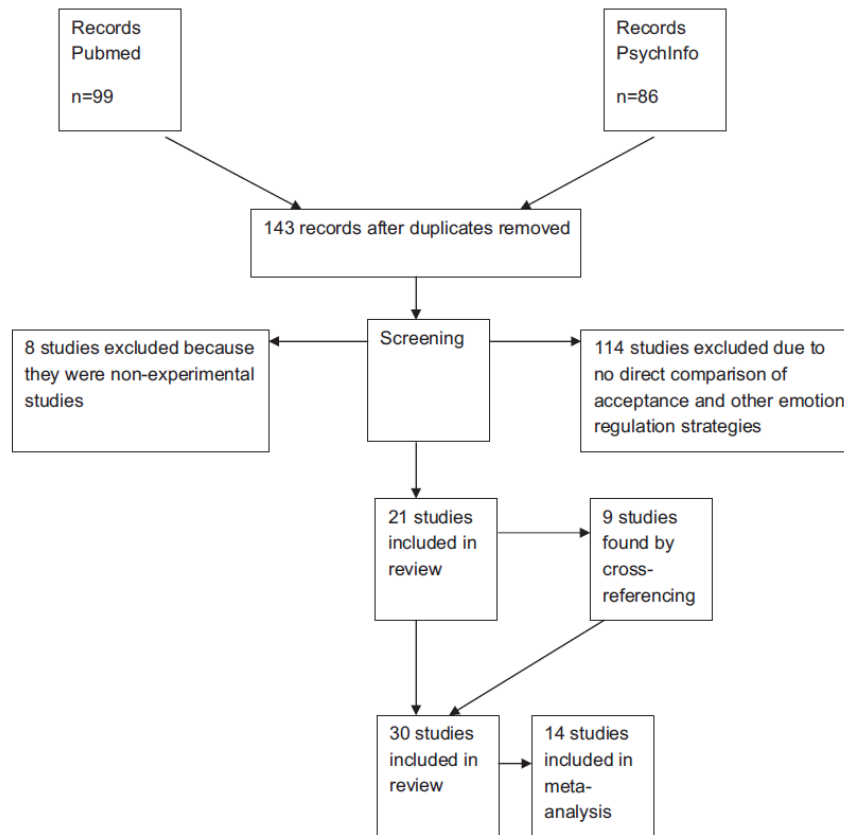 Records
Pubmed
n=99
Records
PsychInfo
n=86
143 records after duplicates removed
Screening
8 studies excluded because
they were non-experimental
studies
114 studies excluded due to
no direct comparison of
acceptance and other emotion
regulation strategies
21 studies
included in
review
9 studies
found by
cross-
referencing
30 studies
included in
review
14 studies
included in
meta-
analysis